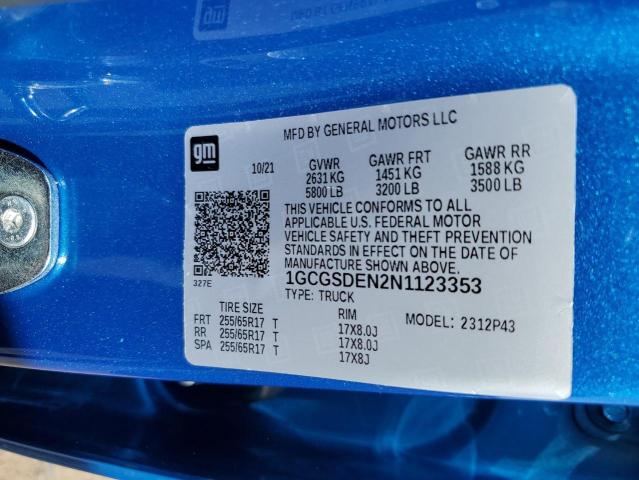 MFD BY GENERAL MOTORS LLC
gm
10/21
GVWR GAWR FRT GAWR RR
2631 KG 1451 KG 1588 KG
5800 LB 3200 LB 3500 LB
THIS VEHICLE CONFORMS TO ALL
APPLICABLE U.S. FEDERAL MOTOR
VEHICLE SAFETY AND THEFT PREVENTION
STANDARDS IN EFFECT ON THE DATE OF
MANUFACTURE SHOWN ABOVE.
327E
1GCGSDEN2N1123353
TYPE: TRUCK
TIRE SIZE RIM MODEL: 2312P43
FRT 255/65R17 T 17X8.0J
RR 255/65R17 T 17X8.0J
SPA 255/65R17 T 17X8J